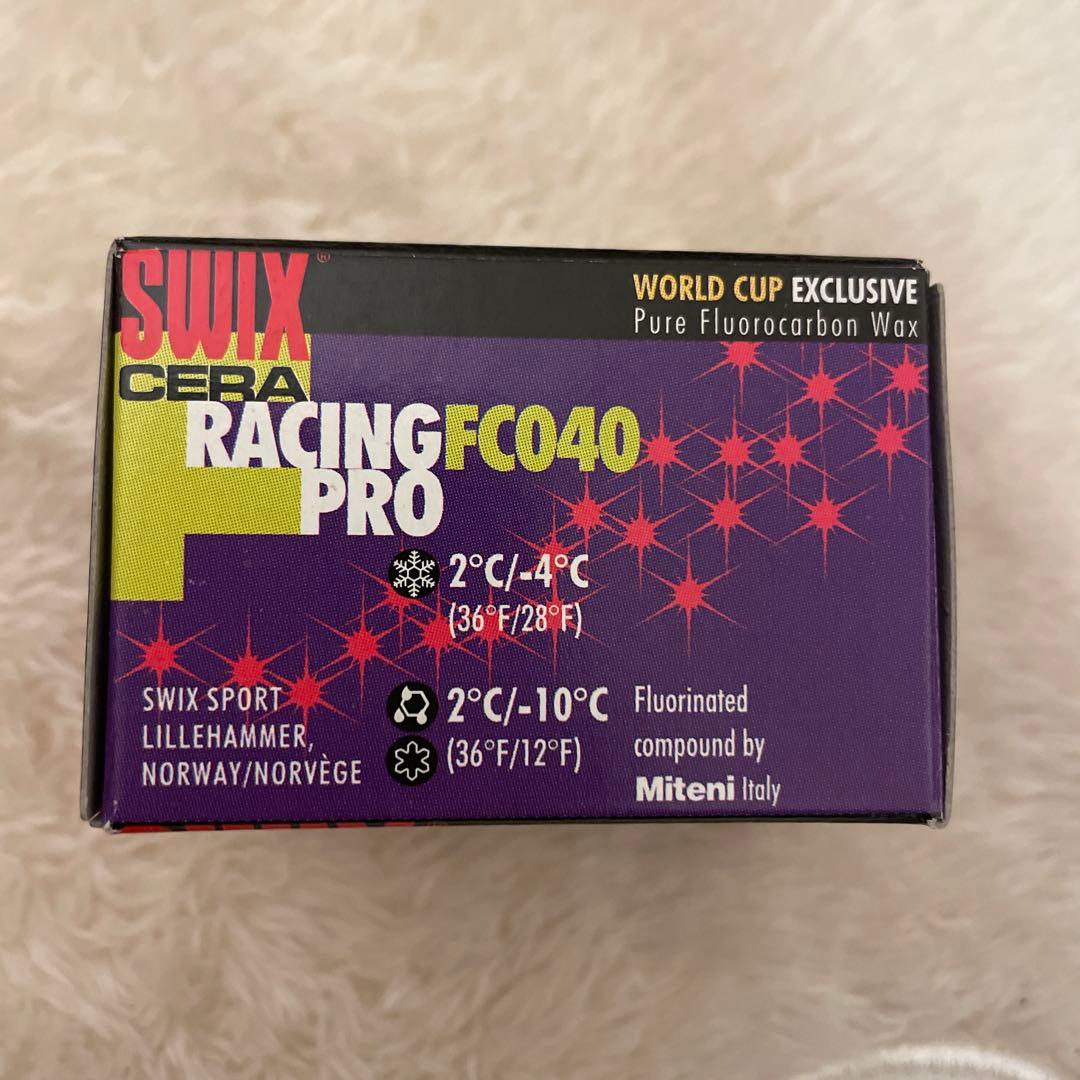 SWIX®
CERA
RACING FC040
PRO
WORLD CUP EXCLUSIVE
Pure Fluorocarbon Wax
2°C/-4°C
(36°F/28°F)
2°C/-10°C
(36°F/12°F)
SWIX SPORT
LILLEHAMMER,
NORWAY/NORVÈGE
Fluorinated
compound by
Miteni Italy